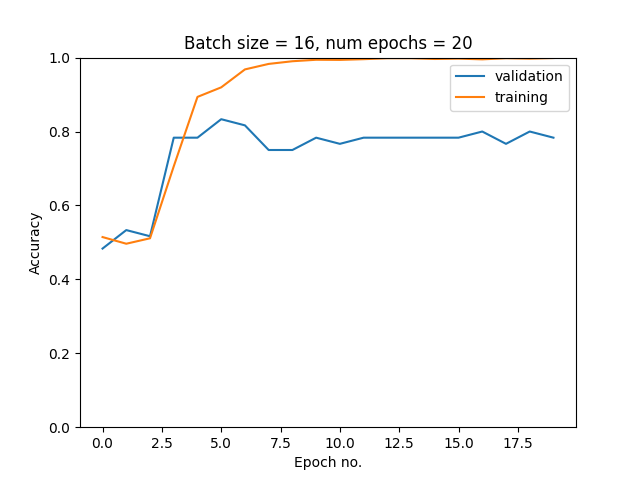 Batch size = 16, num epochs = 20
1.0
0.8
0.6
0.4
0.2
0.0
Accuracy
validation
training
0.0 2.5 5.0 7.5 10.0 12.5 15.0 17.5
Epoch no.